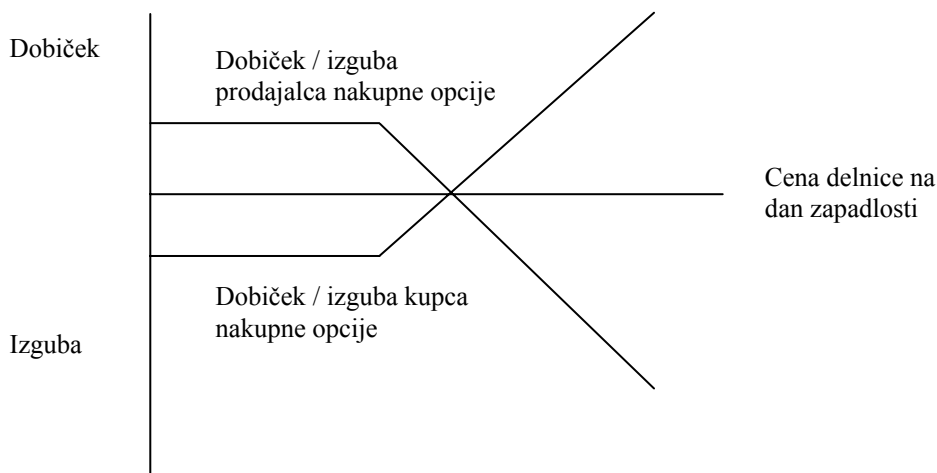 Dobiček
Dobiček / izguba
prodajalca nakupne opcije
Cena delnice na
dan zapadlosti
Dobiček / izguba kupca
nakupne opcije
Izguba